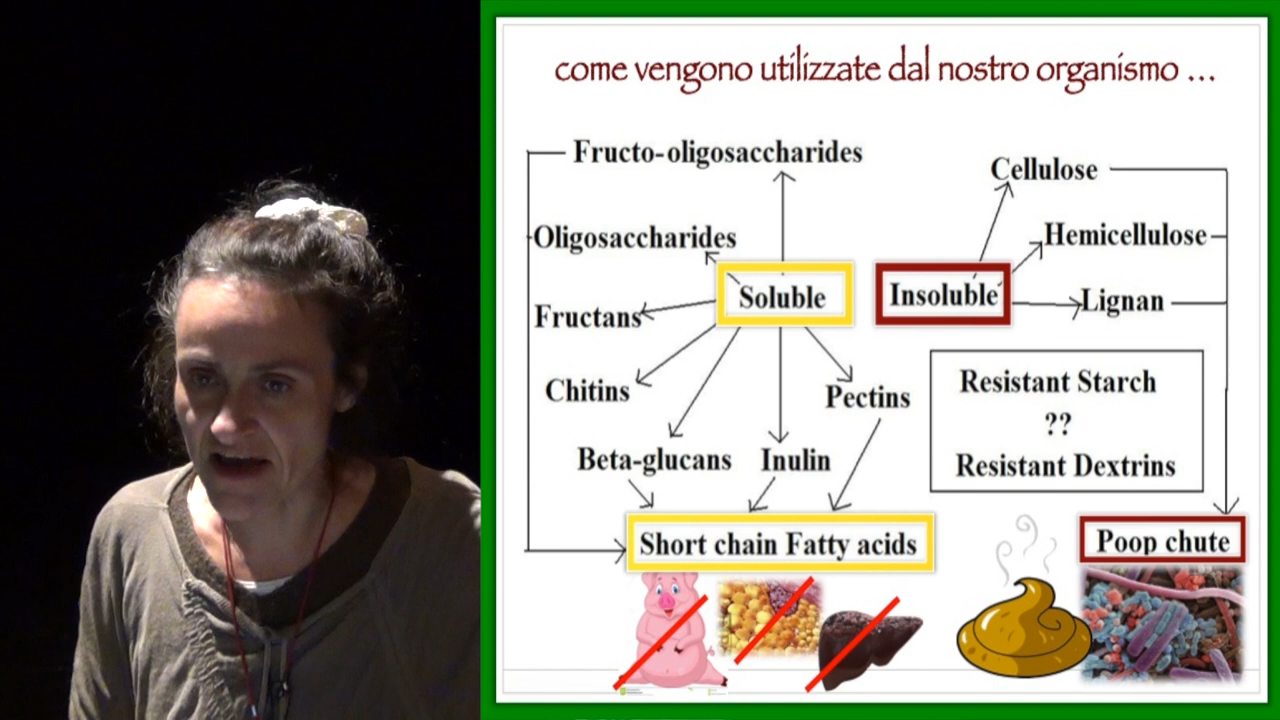 come vengono utilizzate dal nostro organismo ...
Fructo-oligosaccharides
Cellulose
Oligosaccharides
Hemicellulose
Soluble
Insoluble
Lignan
Fructans
Chitins
Pectins
Resistant Starch
??
Resistant Dextrins
Beta-glucans
Inulin
Short chain Fatty acids
Poop chute